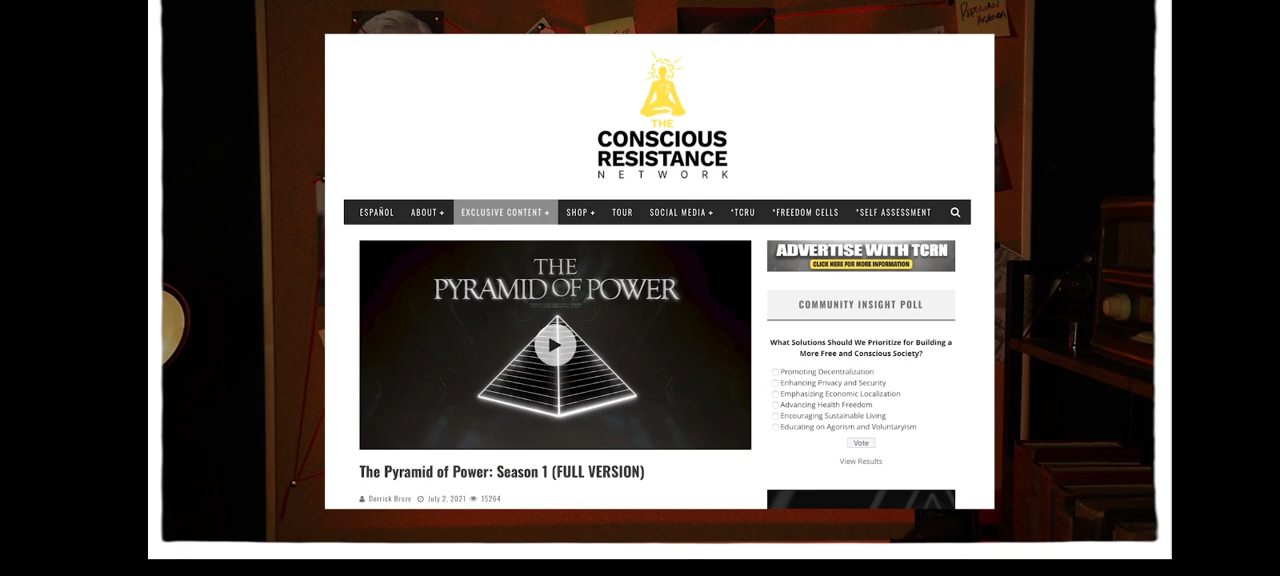 REPTILIAN
AGENDA
THE
CONSCIOUS
RESISTANCE
NETWORK
ESPAÑOL ABOUT + EXCLUSIVE CONTENT + SHOP + TOUR SOCIAL MEDIA + *TCRU *FREEDOM CELLS *SELF ASSESSMENT
THE
PYRAMID OF POWER
The Pyramid of Power: Season 1 (FULL VERSION)
Derrick Broze July 2, 2021 15264
ADVERTISE WITH TCRN
CLICK HERE FOR MORE INFORMATION
COMMUNITY INSIGHT POLL
What Solutions Should We Prioritize for Building a
More Free and Conscious Society?
Promoting Decentralization
Enhancing Privacy and Security
Emphasizing Economic Localization
Advancing Health Freedom
Encouraging Sustainable Living
Educating on Agorism and Voluntaryism
Vote
View Results